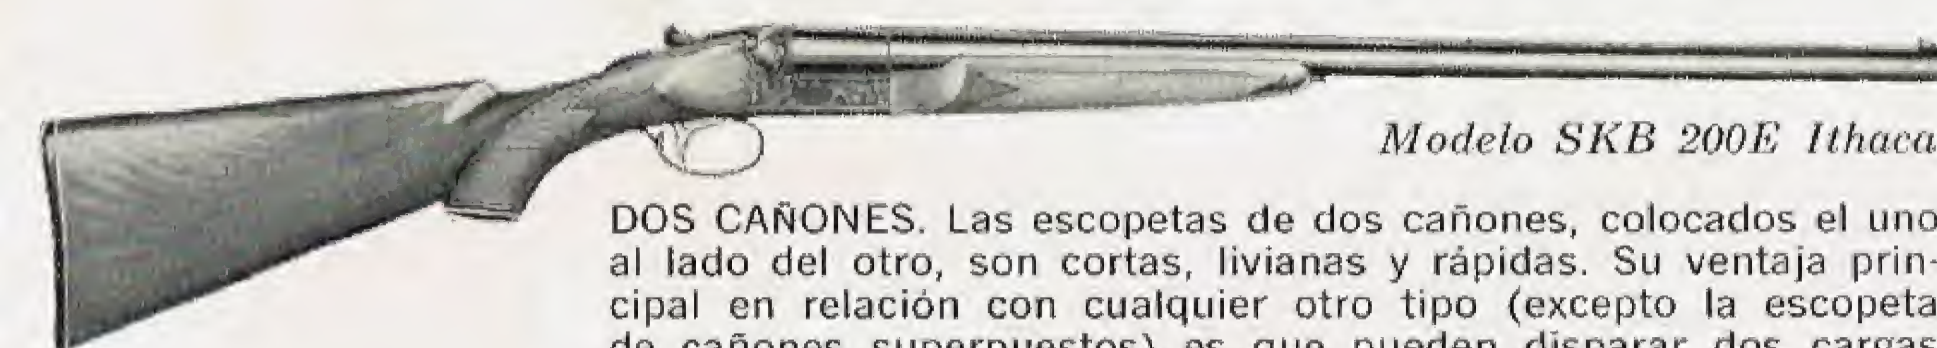 Modelo SKB 200E Ithaca
DOS CAÑONES. Las escopetas de dos cañones, colocados el uno
al lado del otro, son cortas, livianas y rápidas. Su ventaja prin-
cipal en relación con cualquier otro tipo (excepto la escopeta
de cañones superpuestos) es que pueden disparar dos cargas